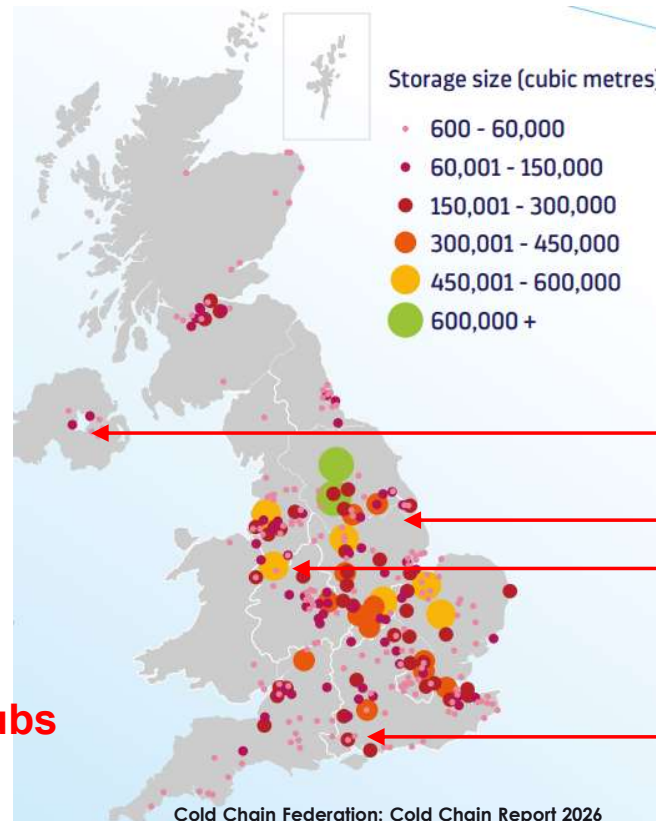 Storage size (cubic metres)
600 - 60,000
60,001 - 150,000
150,001 - 300,000
300,001 - 450,000
450,001 - 600,000
600,000 +
ubs
Cold Chain Federation: Cold Chain Report 2026